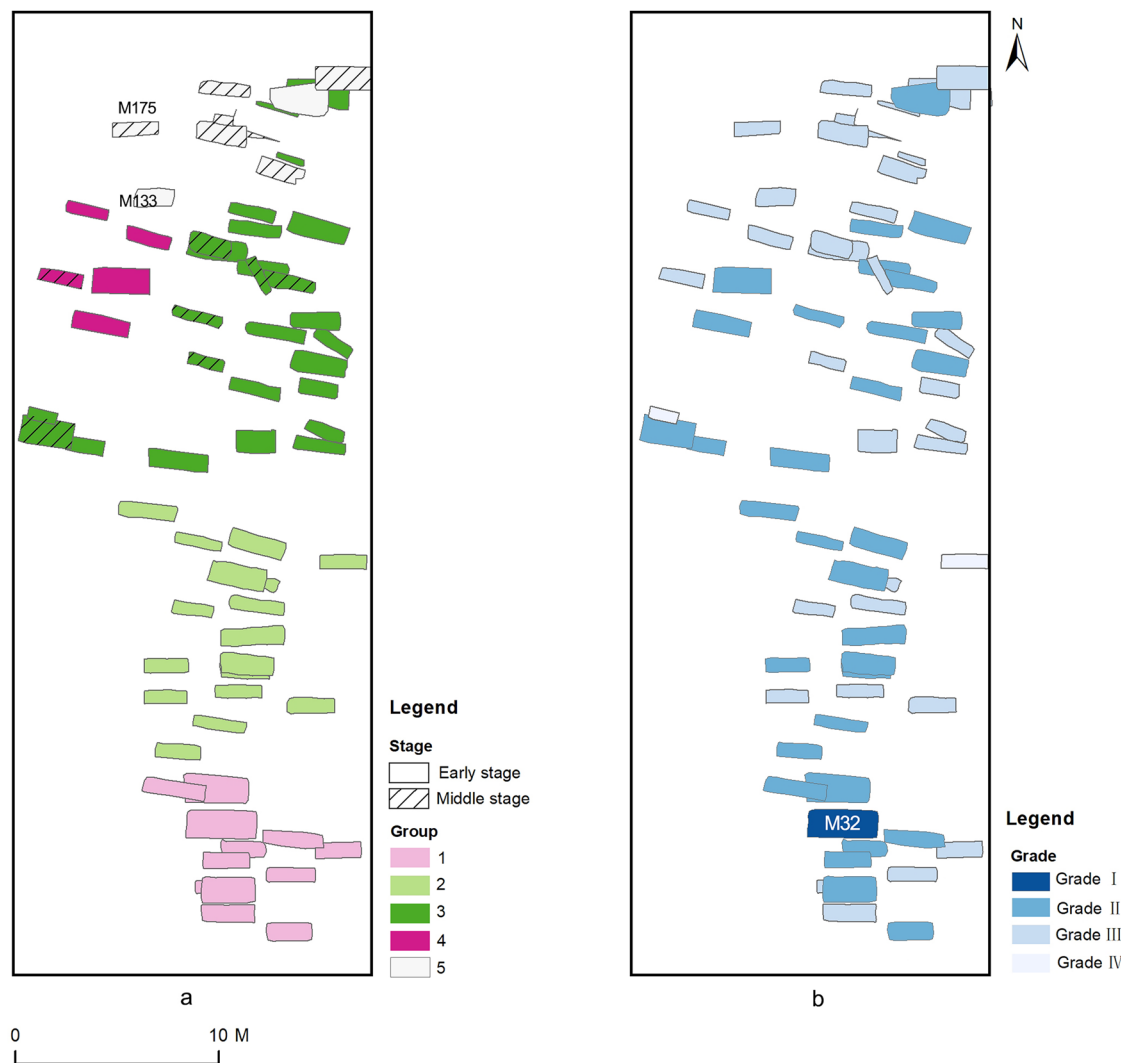 N
M175
M133
M32
Legend
Stage
Early stage
Middle stage
Group
1
2
3
4
5
Legend
Grade
Grade Ⅰ
Grade Ⅱ
Grade Ⅲ
Grade Ⅳ
a
b
0 10 M